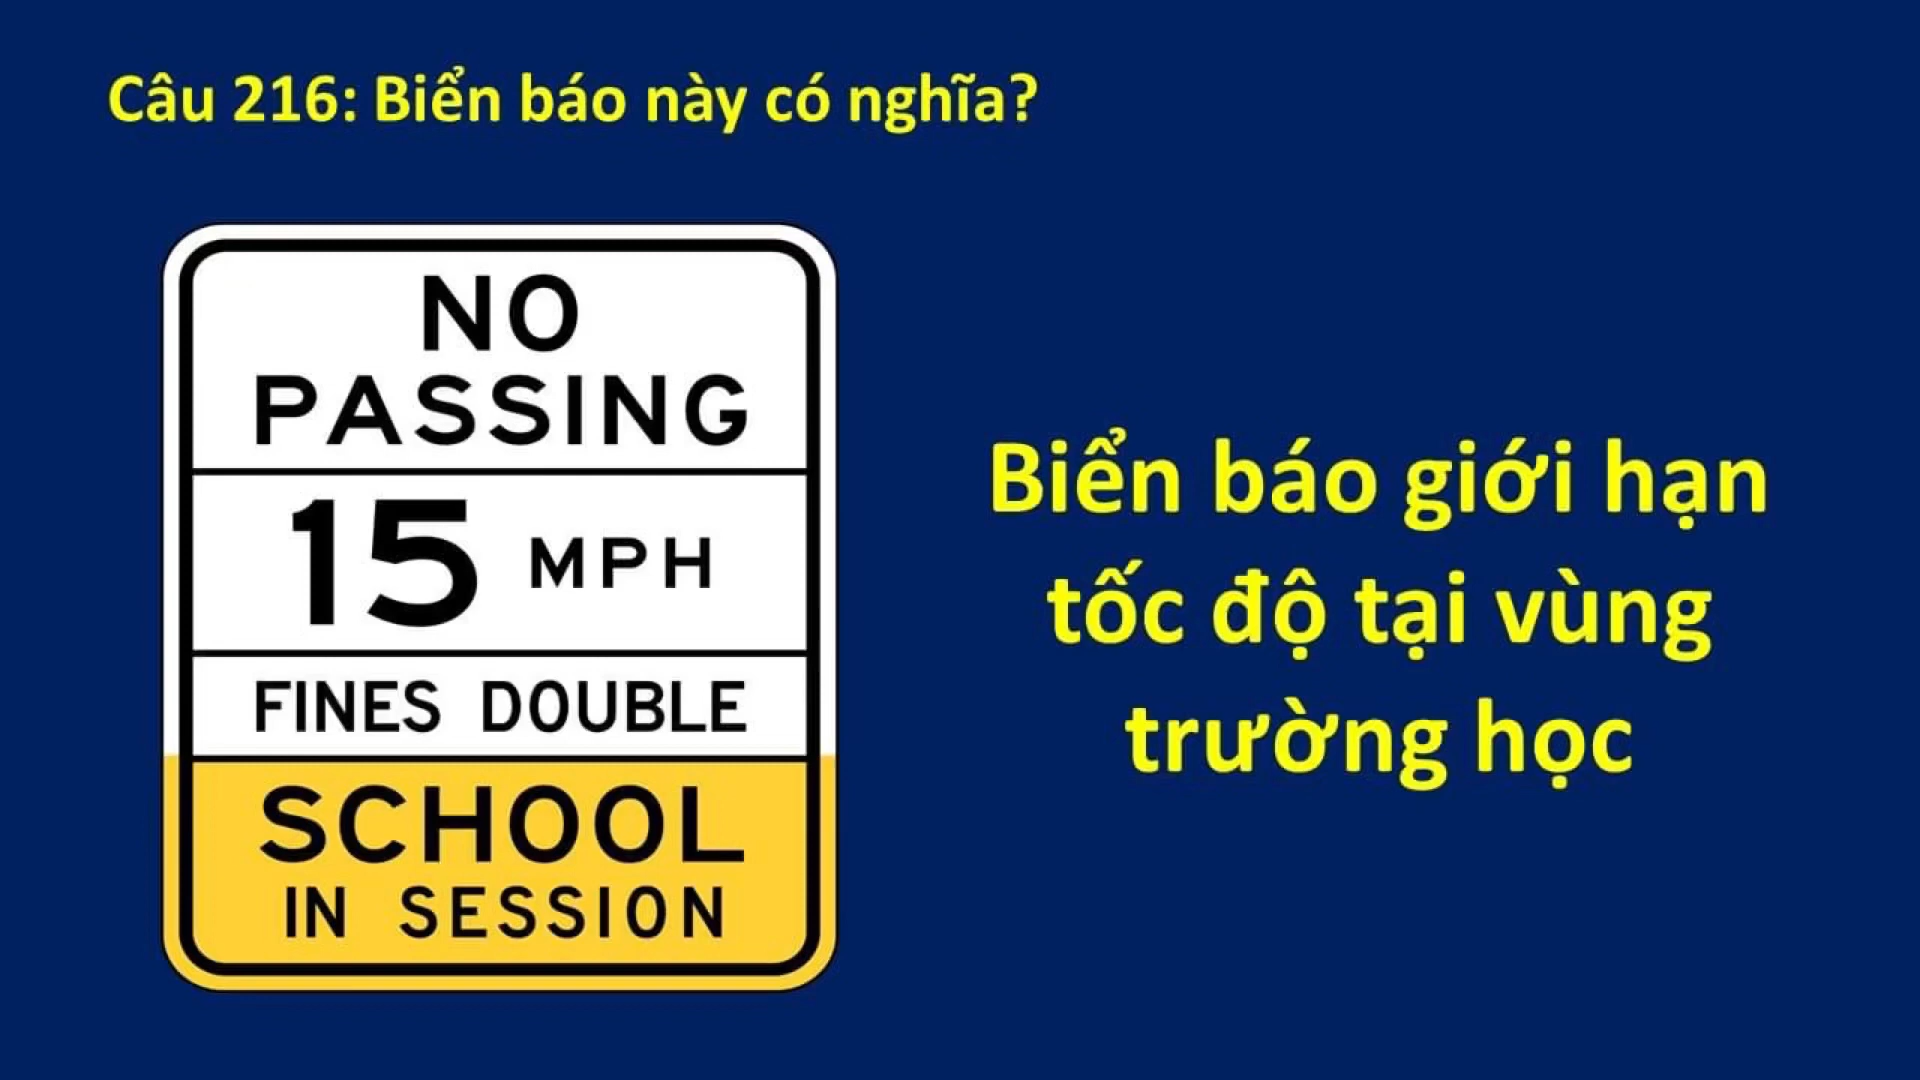 Câu 216: Biển báo này có nghĩa?
NO
PASSING
15 MPH
FINES DOUBLE
SCHOOL
IN SESSION
Biển báo giới hạn
tốc độ tại vùng
trường học